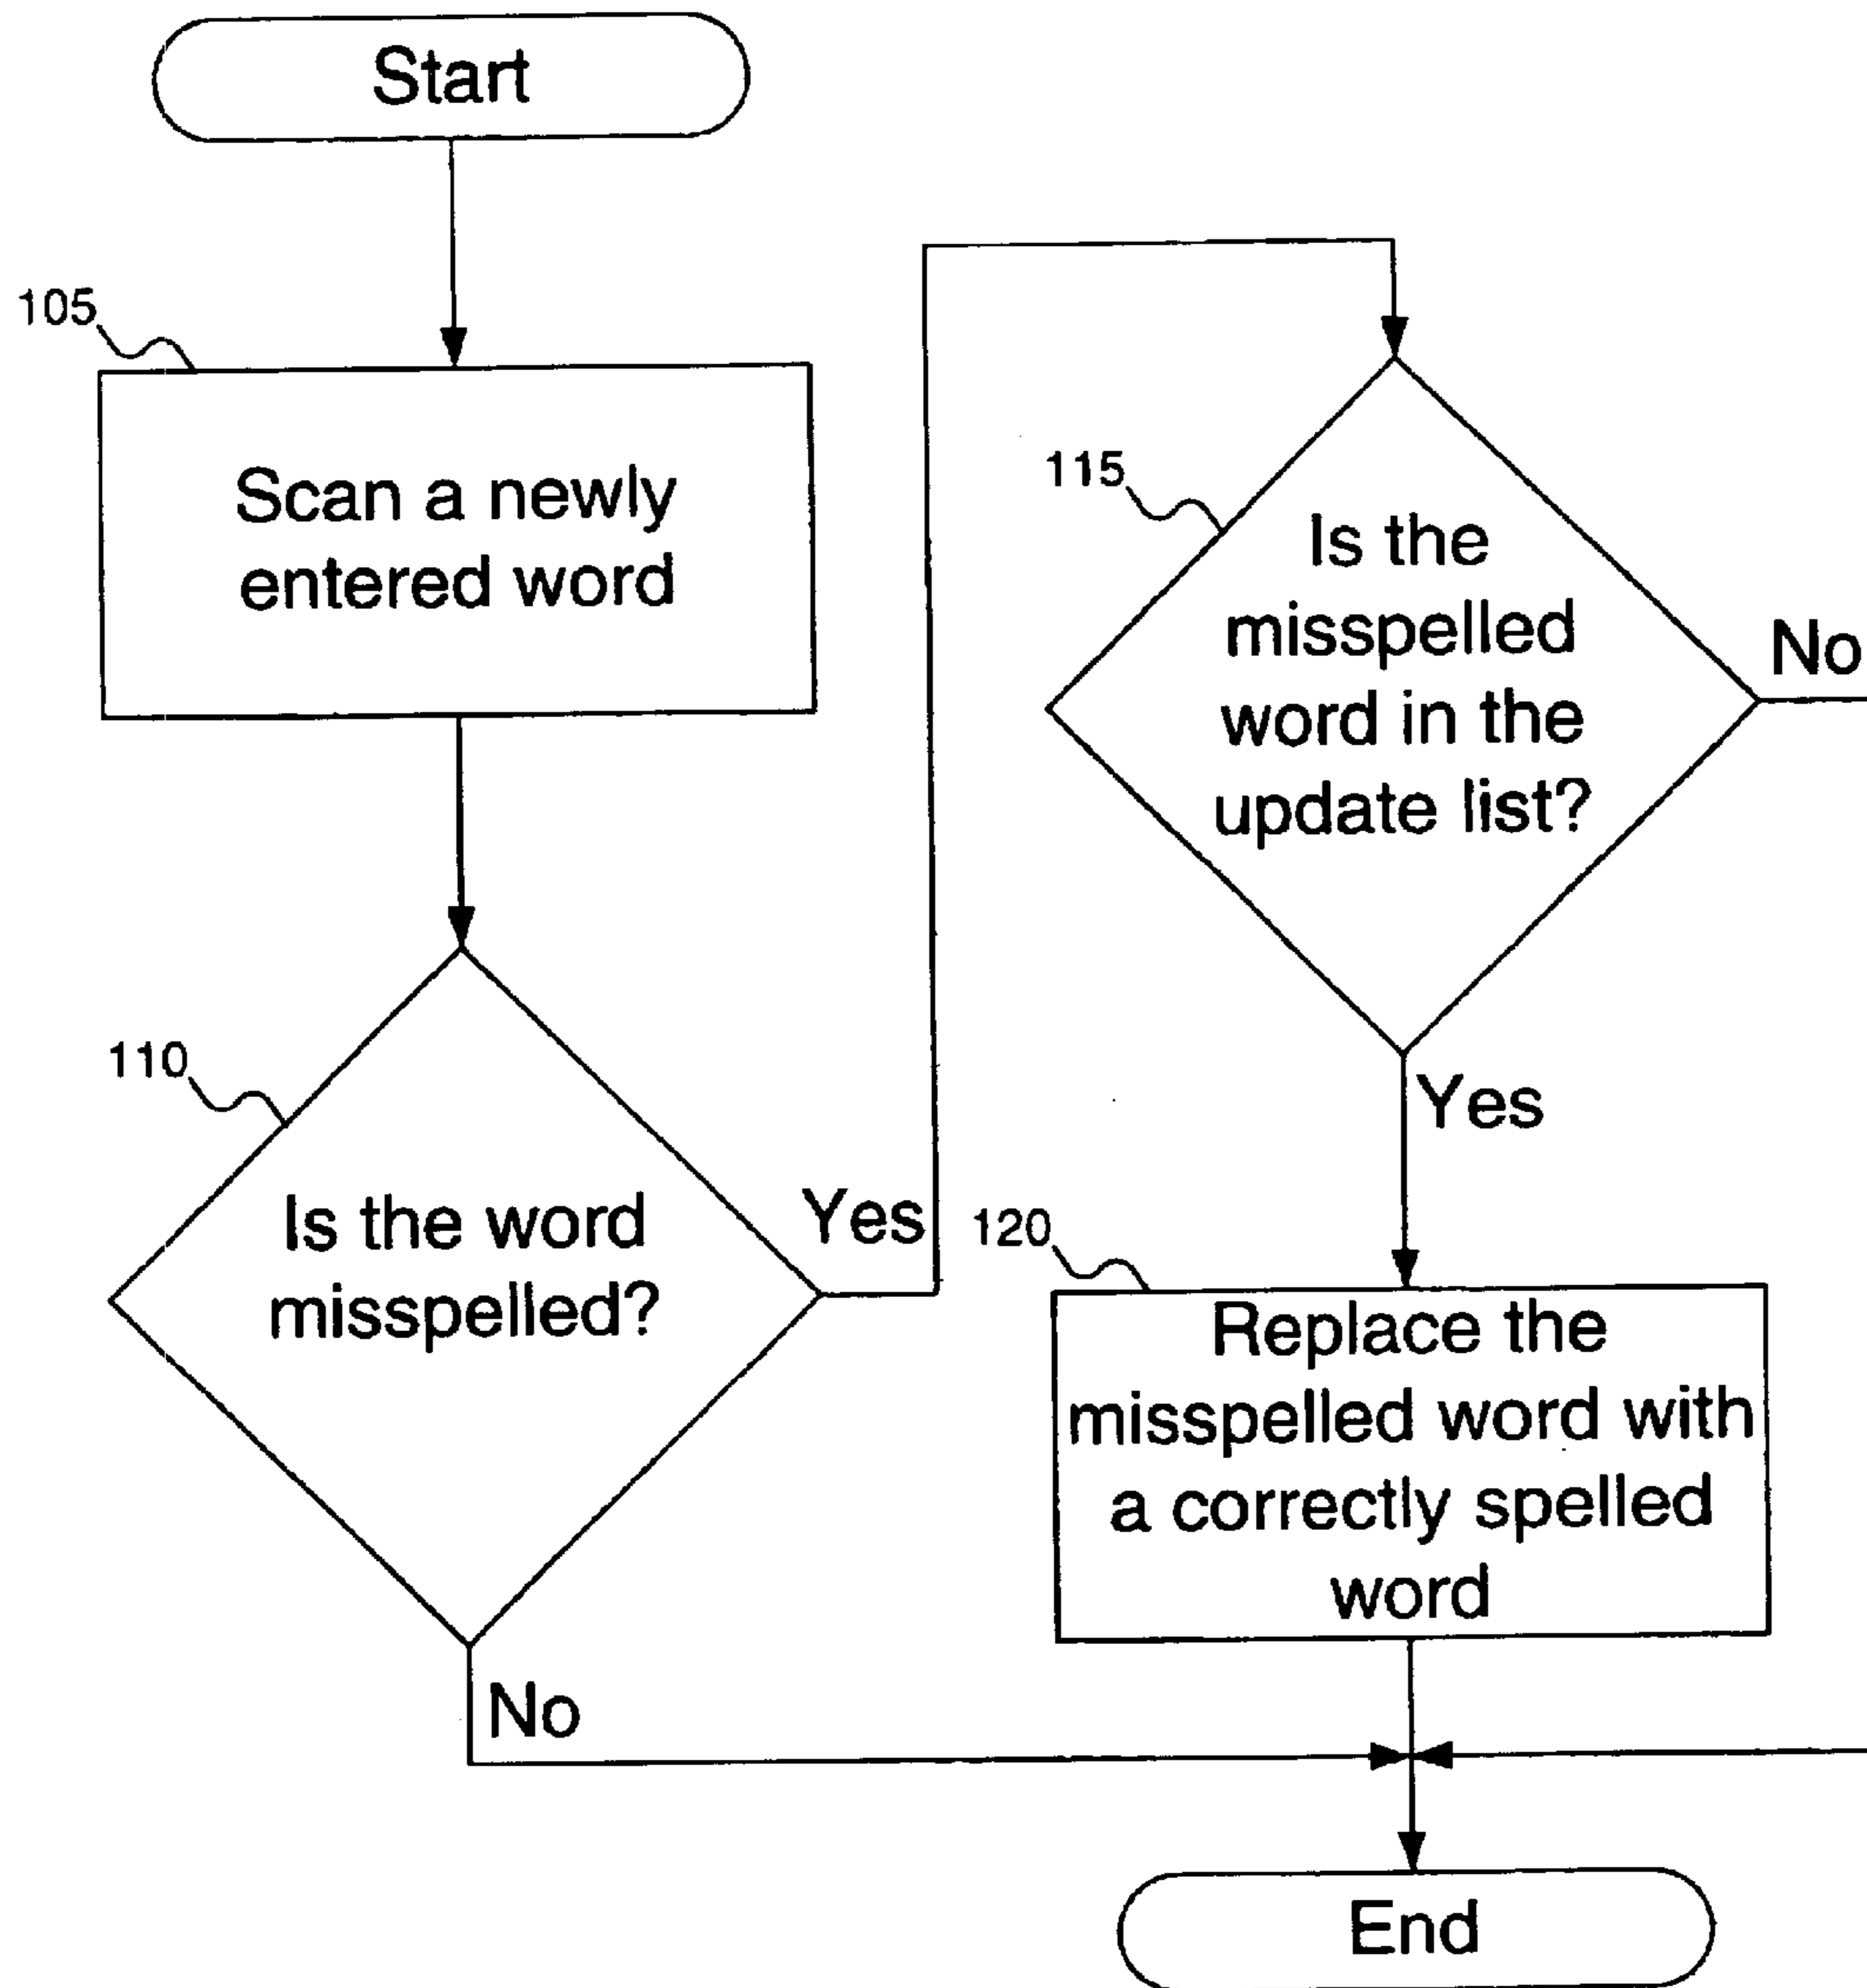 Start
105
Scan a newly
entered word
110
Is the word
misspelled?
Yes
No
115
Is the
misspelled
word in the
update list?
No
Yes
120
Replace the
misspelled word with
a correctly spelled
word
End